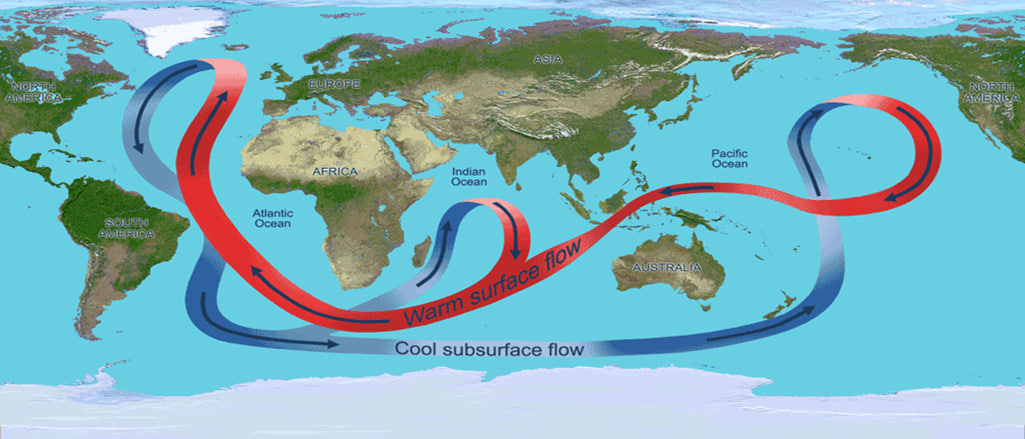 ASIA
NORTH
AMERICA
EUROPE
NORTH
AMERICA
Pacific
Ocean
AFRICA
Indian
Ocean
Atlantic
Ocean
SOUTH
AMERICA
AUSTRALIA
Warm surface flow
Cool subsurface flow